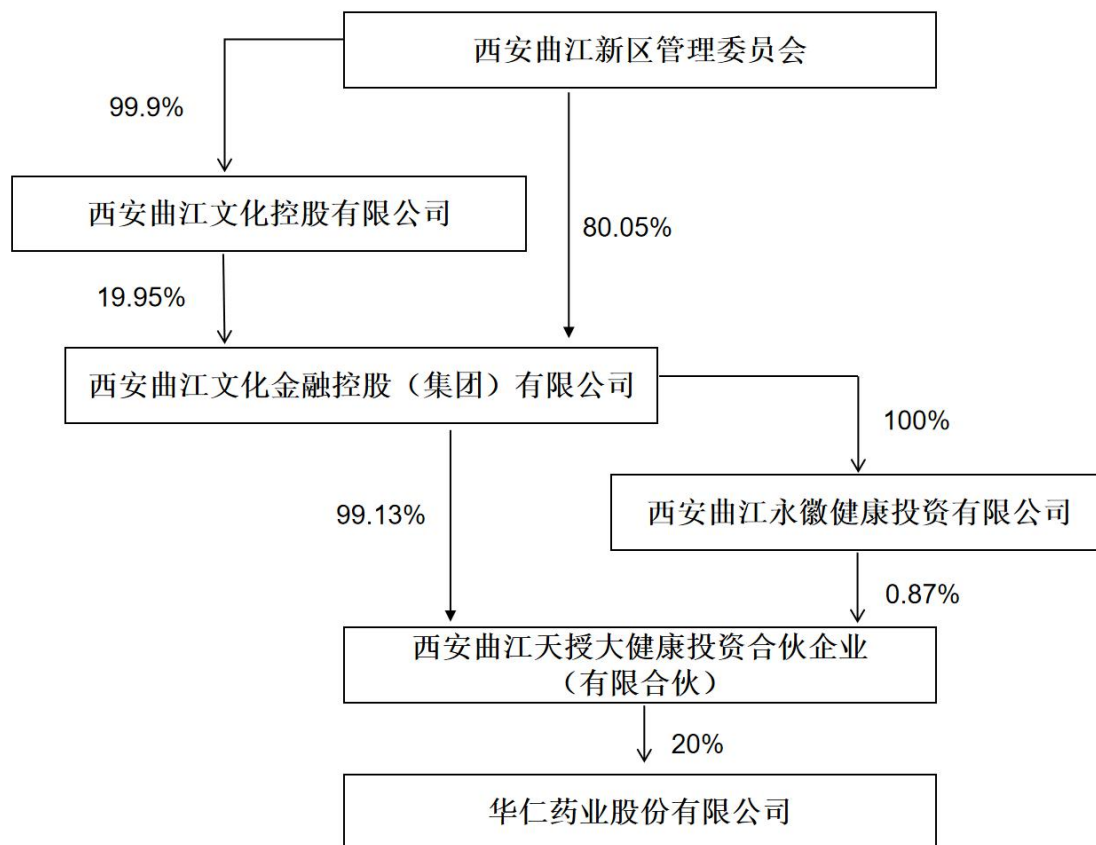 西安曲江新区管理委员会
99.9%
西安曲江文化控股有限公司
80.05%
19.95%
西安曲江文化金融控股（集团）有限公司
100%
99.13%
西安曲江永徽健康投资有限公司
0.87%
西安曲江天授大健康投资合伙企业
（有限合伙）
20%
华仁药业股份有限公司